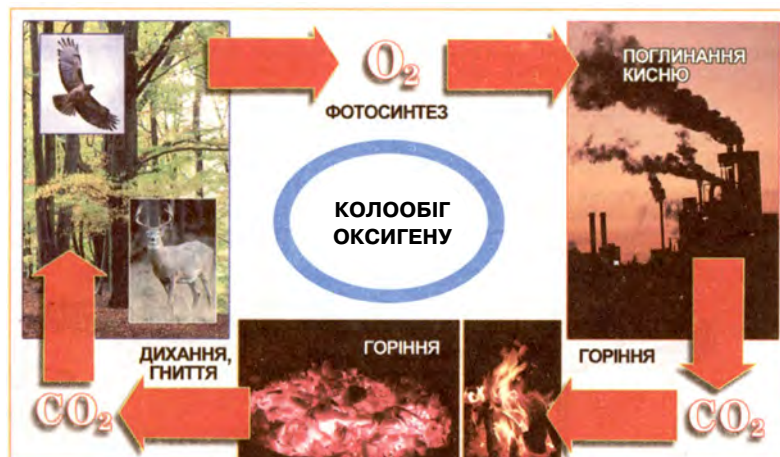 O₂
ПОГЛИНАННЯ
КИСНЮ
ФОТОСИНТЕЗ
КОЛООБІГ
ОКСИГЕНУ
ДИХАННЯ,
ГНИТТЯ
ГОРІННЯ
ГОРІННЯ
CO₂
CO₂